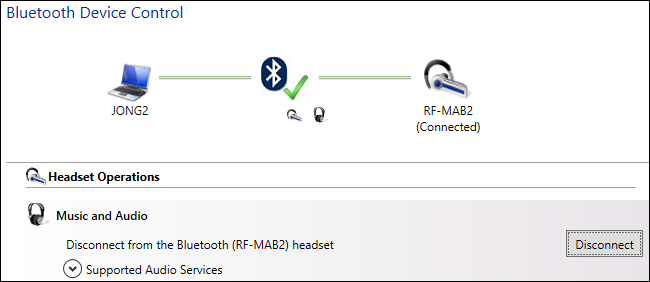 Bluetooth Device Control
JONG2
RF-MAB2
(Connected)
Headset Operations
Music and Audio
Disconnect from the Bluetooth (RF-MAB2) headset
Disconnect
Supported Audio Services